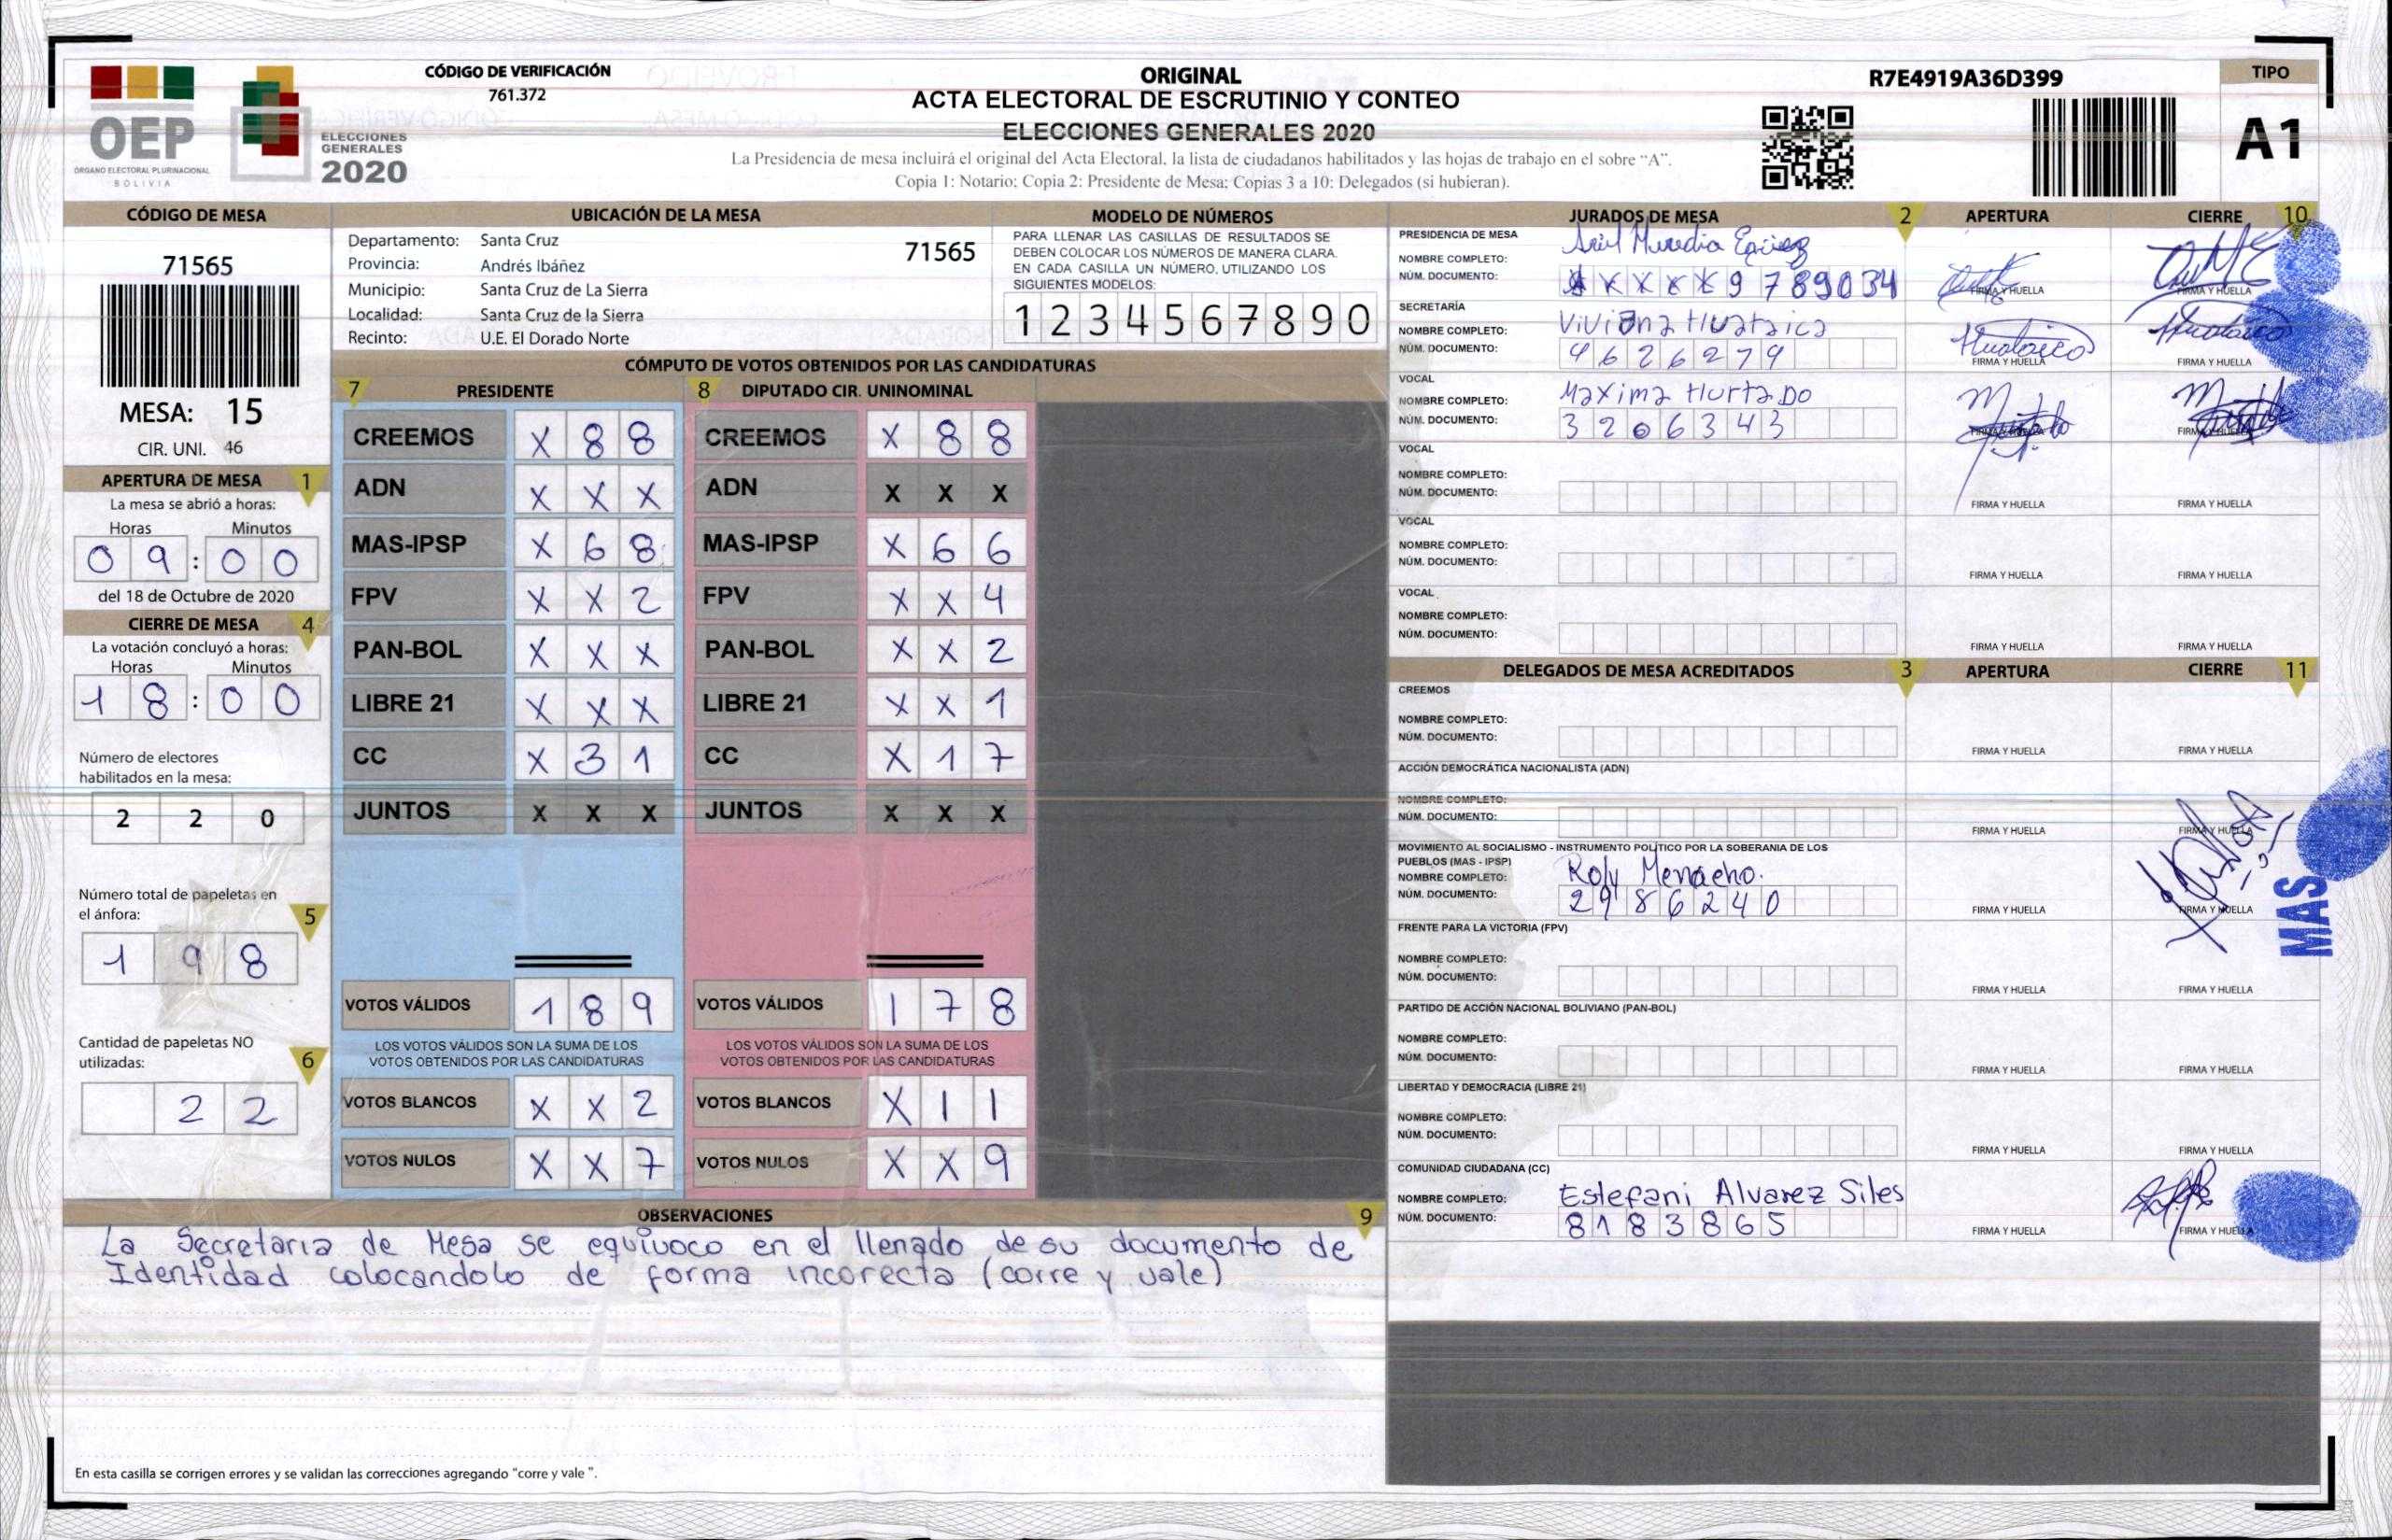 OEP
ÓRGANO ELECTORAL PLURINACIONAL
BOLIVIA
ELECCIONES
GENERALES
2020
CÓDIGO DE VERIFICACIÓN
761.372
ORIGINAL
ACTA ELECTORAL DE ESCRUTINIO Y CONTEO
ELECCIONES GENERALES 2020
La Presidencia de mesa incluirá el original del Acta Electoral, la lista de ciudadanos habilitados y las hojas de trabajo en el sobre "A".
Copia 1: Notario; Copia 2: Presidente de Mesa; Copias 3 a 10: Delegados (si hubieran).
R7E4919A36D399
TIPO
A1
CÓDIGO DE MESA
71565
MESA: 15
CIR. UNI. 46
APERTURA DE MESA 1
La mesa se abrió a horas:
Horas Minutos
0 9 : 0 0
del 18 de Octubre de 2020
CIERRE DE MESA 4
La votación concluyó a horas:
Horas Minutos
1 8 : 0 0
Número de electores
habilitados en la mesa:
2 2 0
Número total de papeletas en
el ánfora: 5
1 9 8
Cantidad de papeletas NO
utilizadas: 6
2 2
UBICACIÓN DE LA MESA
Departamento: Santa Cruz 71565
Provincia: Andrés Ibáñez
Municipio: Santa Cruz de La Sierra
Localidad: Santa Cruz de la Sierra
Recinto: U.E. El Dorado Norte
MODELO DE NÚMEROS
PARA LLENAR LAS CASILLAS DE RESULTADOS SE
DEBEN COLOCAR LOS NÚMEROS DE MANERA CLARA.
EN CADA CASILLA UN NÚMERO, UTILIZANDO LOS
SIGUIENTES MODELOS:
1 2 3 4 5 6 7 8 9 0
CÓMPUTO DE VOTOS OBTENIDOS POR LAS CANDIDATURAS
7 PRESIDENTE
CREEMOS X 8 8
ADN X X X
MAS-IPSP X 6 8
FPV X X 2
PAN-BOL X X X
LIBRE 21 X X X
CC X 3 1
JUNTOS X X X
VOTOS VÁLIDOS 1 8 9
LOS VOTOS VÁLIDOS SON LA SUMA DE LOS
VOTOS OBTENIDOS POR LAS CANDIDATURAS
VOTOS BLANCOS X X 2
VOTOS NULOS X X 7
8 DIPUTADO CIR. UNINOMINAL
CREEMOS X 8 8
ADN X X X
MAS-IPSP X 6 6
FPV X X 4
PAN-BOL X X 2
LIBRE 21 X X 1
CC X 1 7
JUNTOS X X X
VOTOS VÁLIDOS 1 7 8
LOS VOTOS VÁLIDOS SON LA SUMA DE LOS
VOTOS OBTENIDOS POR LAS CANDIDATURAS
VOTOS BLANCOS X 1 1
VOTOS NULOS X X 9
OBSERVACIONES 9
La Secretaria de Mesa se equivoco en el llenado de su documento de
Identidad colocandolo de forma incorecta (corre y vale)
En esta casilla se corrigen errores y se validan las correcciones agregando "corre y vale ".
JURADOS DE MESA 2 APERTURA CIERRE 10
PRESIDENCIA DE MESA
NOMBRE COMPLETO:
NÚM. DOCUMENTO: X X X X X 9 7 8 9 0 3 4
FIRMA Y HUELLA FIRMA Y HUELLA
SECRETARÍA
NOMBRE COMPLETO: Viviana Huataico
NÚM. DOCUMENTO: 4 6 2 6 2 7 9
FIRMA Y HUELLA FIRMA Y HUELLA
VOCAL
NOMBRE COMPLETO: Maxima Hurtado
NÚM. DOCUMENTO: 3 2 0 6 3 4 3
FIRMA Y HUELLA FIRMA Y HUELLA
VOCAL
NOMBRE COMPLETO:
NÚM. DOCUMENTO:
FIRMA Y HUELLA FIRMA Y HUELLA
VOCAL
NOMBRE COMPLETO:
NÚM. DOCUMENTO:
FIRMA Y HUELLA FIRMA Y HUELLA
VOCAL
NOMBRE COMPLETO:
NÚM. DOCUMENTO:
FIRMA Y HUELLA FIRMA Y HUELLA
DELEGADOS DE MESA ACREDITADOS 3 APERTURA CIERRE 11
CREEMOS
NOMBRE COMPLETO:
NÚM. DOCUMENTO:
FIRMA Y HUELLA FIRMA Y HUELLA
ACCIÓN DEMOCRÁTICA NACIONALISTA (ADN)
NOMBRE COMPLETO:
NÚM. DOCUMENTO:
FIRMA Y HUELLA FIRMA Y HUELLA
MOVIMIENTO AL SOCIALISMO - INSTRUMENTO POLÍTICO POR LA SOBERANIA DE LOS
PUEBLOS (MAS - IPSP)
NOMBRE COMPLETO: Roly Menacho.
NÚM. DOCUMENTO: 2 9 8 6 2 4 0
FIRMA Y HUELLA FIRMA Y HUELLA
MAS
FRENTE PARA LA VICTORIA (FPV)
NOMBRE COMPLETO:
NÚM. DOCUMENTO:
FIRMA Y HUELLA FIRMA Y HUELLA
PARTIDO DE ACCIÓN NACIONAL BOLIVIANO (PAN-BOL)
NOMBRE COMPLETO:
NÚM. DOCUMENTO:
FIRMA Y HUELLA FIRMA Y HUELLA
LIBERTAD Y DEMOCRACIA (LIBRE 21)
NOMBRE COMPLETO:
NÚM. DOCUMENTO:
FIRMA Y HUELLA FIRMA Y HUELLA
COMUNIDAD CIUDADANA (CC)
NOMBRE COMPLETO: Estefani Alvarez Siles
NÚM. DOCUMENTO: 8 1 8 3 8 6 5
FIRMA Y HUELLA FIRMA Y HUELLA